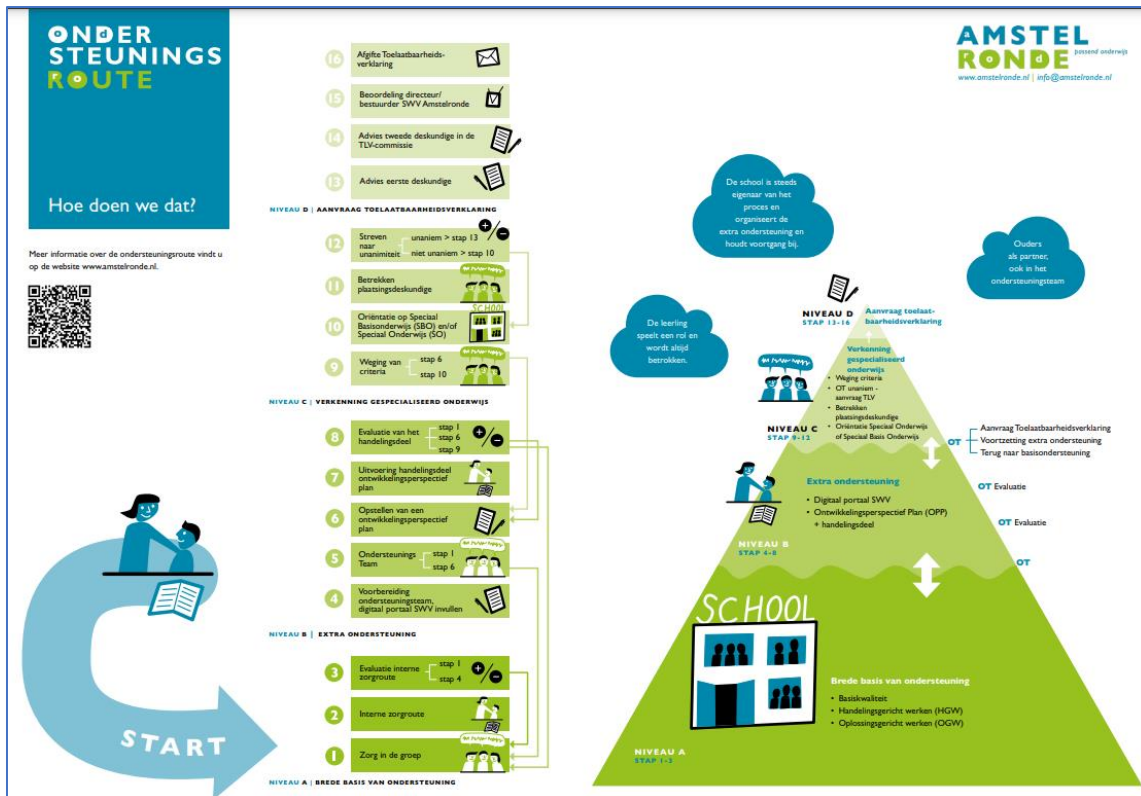 ONDER
STEUNINGS
ROUTE
Hoe doen we dat?
Meer informatie over de ondersteuningsroute vindt u
op de website www.amstelronde.nl.
START
16
Afgifte Toelaatbaarheids-
verklaring
15
Beoordeling directeur/
bestuurder SWV Amstelronde
14
Advies tweede deskundige in de
TLV-commissie
13
Advies eerste deskundige
NIVEAU D | AANVRAAG TOELAATBAARHEIDSVERKLARING
12
Streven
naar
unanimiteit
unaniem > stap 13
niet unaniem > stap 10
+/-
11
Betrekken
plaatsingsdeskundige
SCHOOL
10
Oriëntatie op Speciaal
Basisonderwijs (SBO) en/of
Speciaal Onderwijs (SO)
9
Weging van
criteria
stap 6
stap 10
NIVEAU C | VERKENNING GESPECIALISEERD ONDERWIJS
8
Evaluatie van het
handelingsdeel
stap 1
stap 6
stap 9
+/-
7
Uitvoering handelingsdeel
ontwikkelingsperspectief
plan
6
Opstellen van een
ontwikkelingsperspectief
plan
5
Ondersteunings
Team
stap 1
stap 6
4
Voorbereiding
ondersteuningsteam,
digitaal portaal SWV invullen
NIVEAU B | EXTRA ONDERSTEUNING
3
Evaluatie interne
zorgroute
stap 1
stap 4
+/-
2
Interne zorgroute
1
Zorg in de groep
NIVEAU A | BREDE BASIS VAN ONDERSTEUNING
AMSTEL
RONDE
passend onderwijs
www.amstelronde.nl | info@amstelronde.nl
De school is steeds
eigenaar van het
proces en
organiseert de
extra ondersteuning en
houdt voortgang bij.
Ouders
als partner,
ook in het
ondersteuningsteam
De leerling
speelt een rol en
wordt altijd
betrokken.
NIVEAU D
STAP 13-16
Aanvraag toelaat-
baarheidsverklaring
Verkenning
gespecialiseerd
onderwijs
• Weging criteria
• OT unaniem -
aanvraag TLV
• Betrekken
plaatsingsdeskundige
• Oriëntatie Speciaal Onderwijs
of Speciaal Basis Onderwijs
NIVEAU C
STAP 9-12
OT
Aanvraag Toelaatbaarheidsverklaring
Voortzetting extra ondersteuning
Terug naar basisondersteuning
Extra ondersteuning
• Digitaal portaal SWV
• Ontwikkelingsperspectief Plan (OPP)
+ handelingsdeel
OT Evaluatie
OT Evaluatie
OT
NIVEAU B
STAP 4-8
SCHOOL
Brede basis van ondersteuning
• Basiskwaliteit
• Handelingsgericht werken (HGW)
• Oplossingsgericht werken (OGW)
NIVEAU A
STAP 1-3